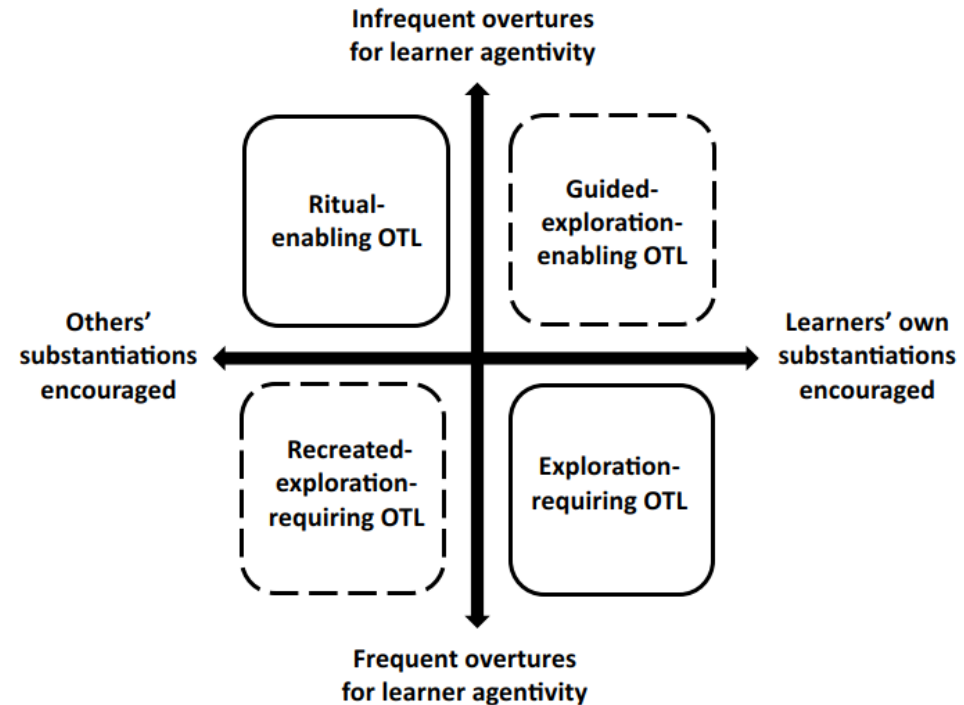 Infrequent overtures
for learner agentivity
Ritual-
enabling OTL
Guided-
exploration-
enabling OTL
Others’
substantiations
encouraged
Learners’ own
substantiations
encouraged
Recreated-
exploration-
requiring OTL
Exploration-
requiring OTL
Frequent overtures
for learner agentivity